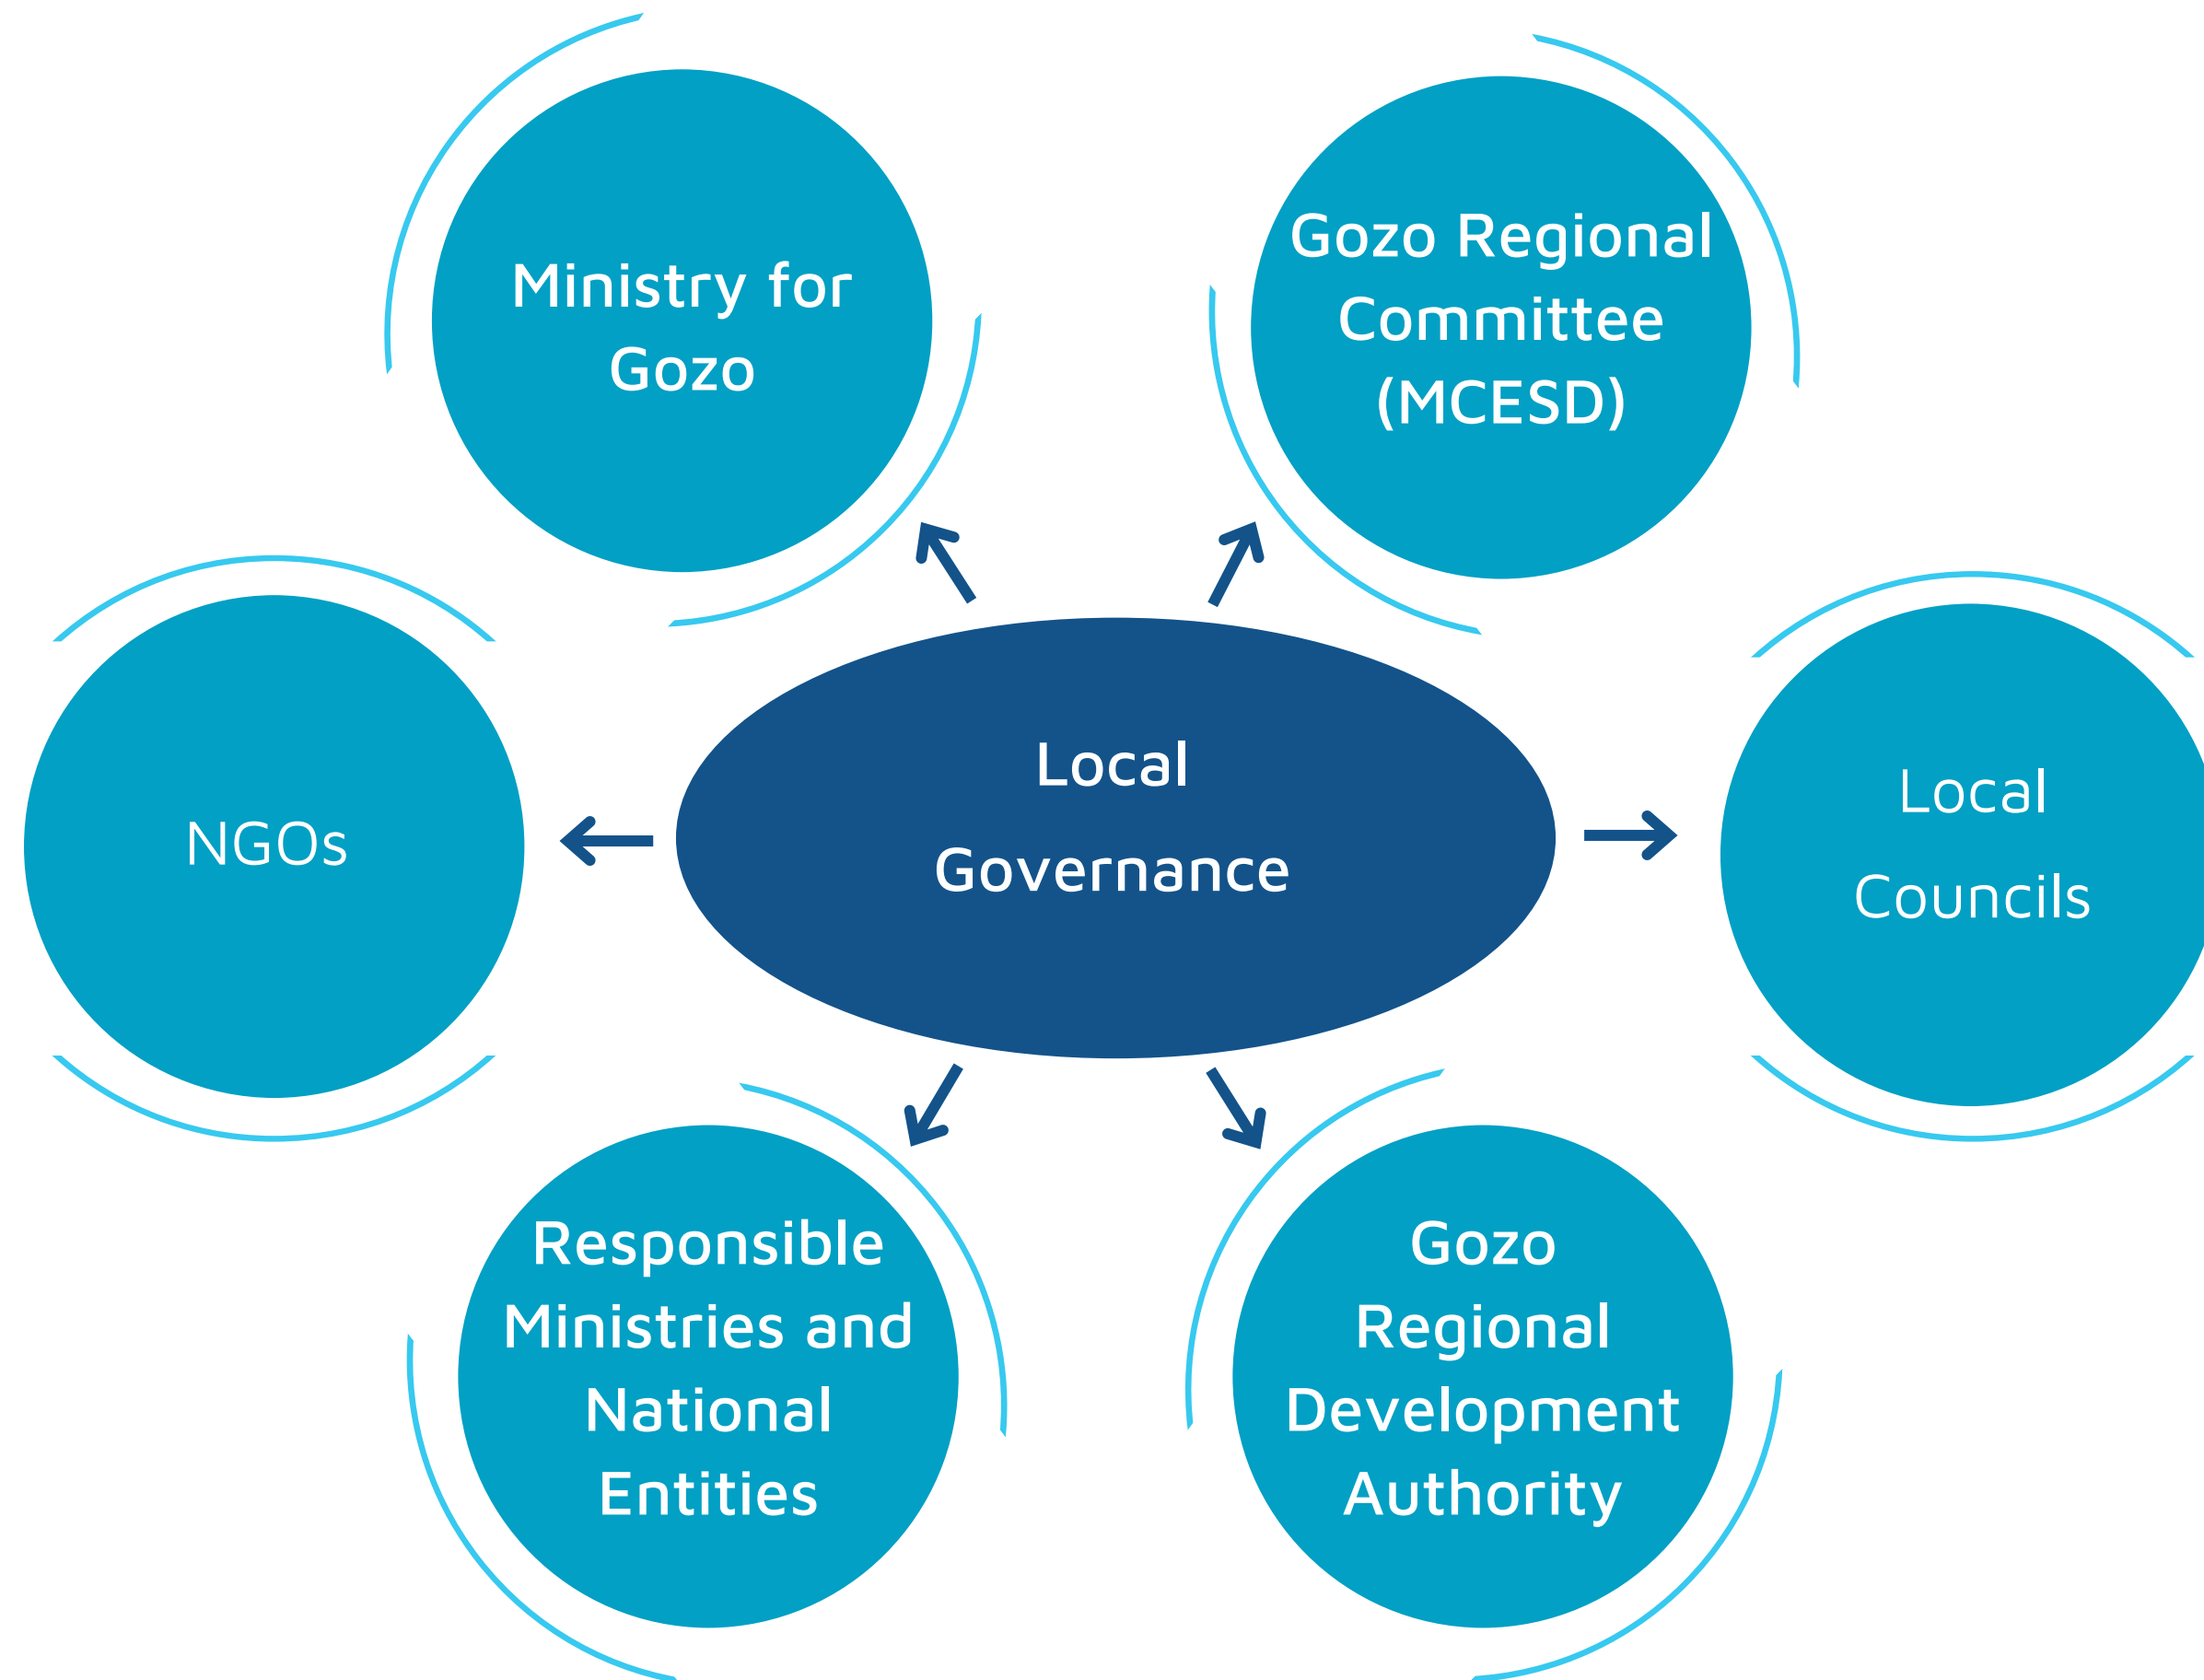 Ministry for
Gozo
Gozo Regional
Committee
(MCESD)
NGOs
Local
Governance
Local
Councils
Responsible
Ministries and
National
Entities
Gozo
Regional
Development
Authority